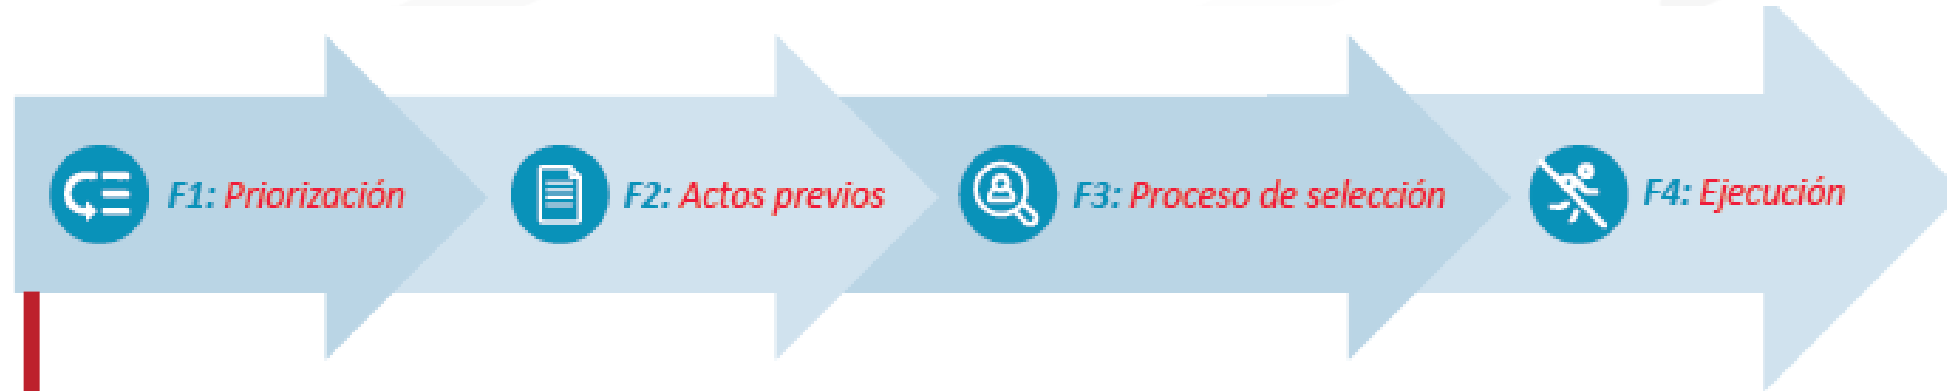 F1: Priorización
F2: Actos previos
F3: Proceso de selección
F4: Ejecución